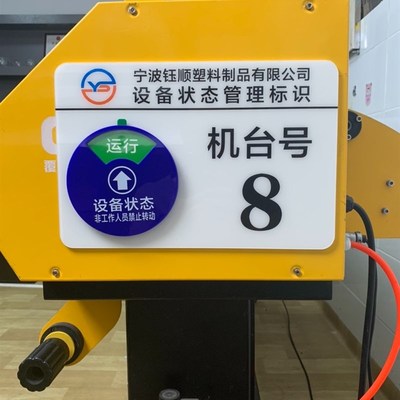 宁波钰顺塑料制品有限公司
设备状态管理标识
运行
设备状态
非工作人员禁止转动
机台号
8